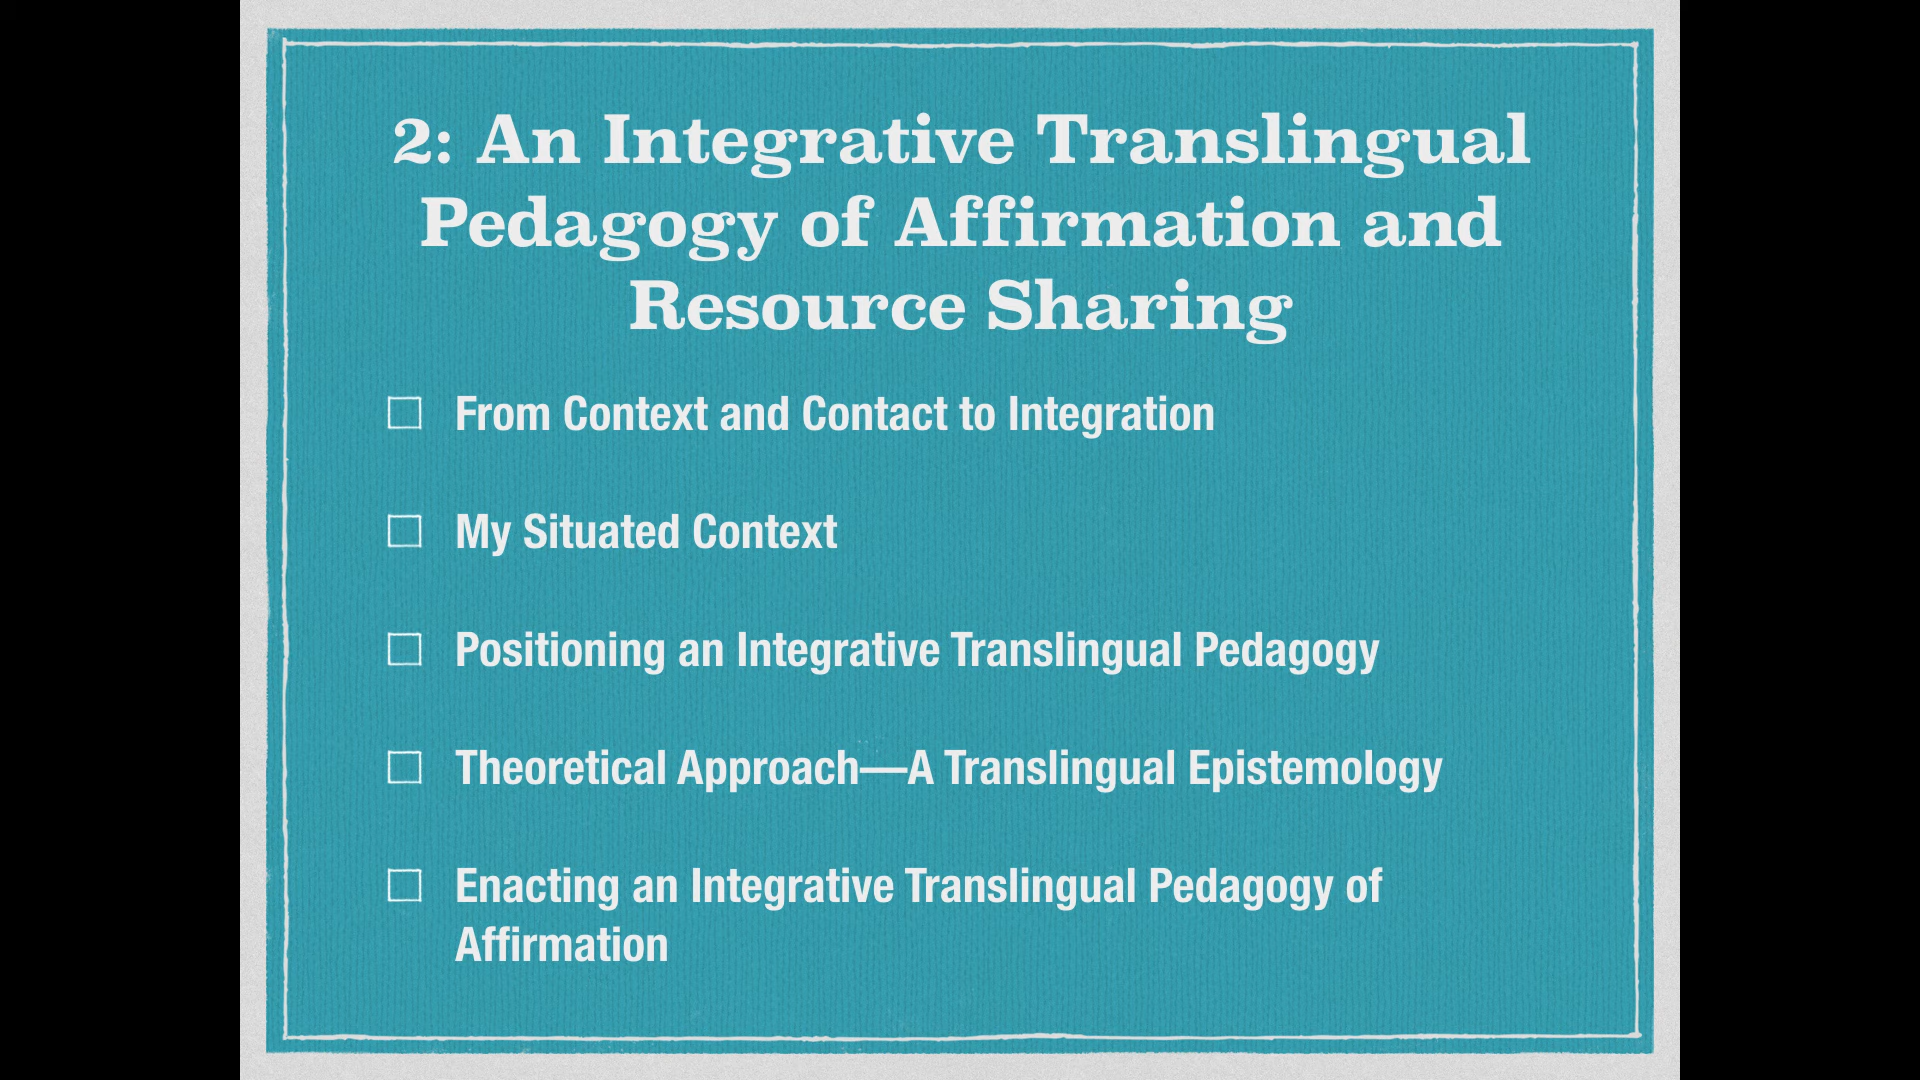 2: An Integrative Translingual
Pedagogy of Affirmation and
Resource Sharing
From Context and Contact to Integration
My Situated Context
Positioning an Integrative Translingual Pedagogy
Theoretical Approach—A Translingual Epistemology
Enacting an Integrative Translingual Pedagogy of
Affirmation